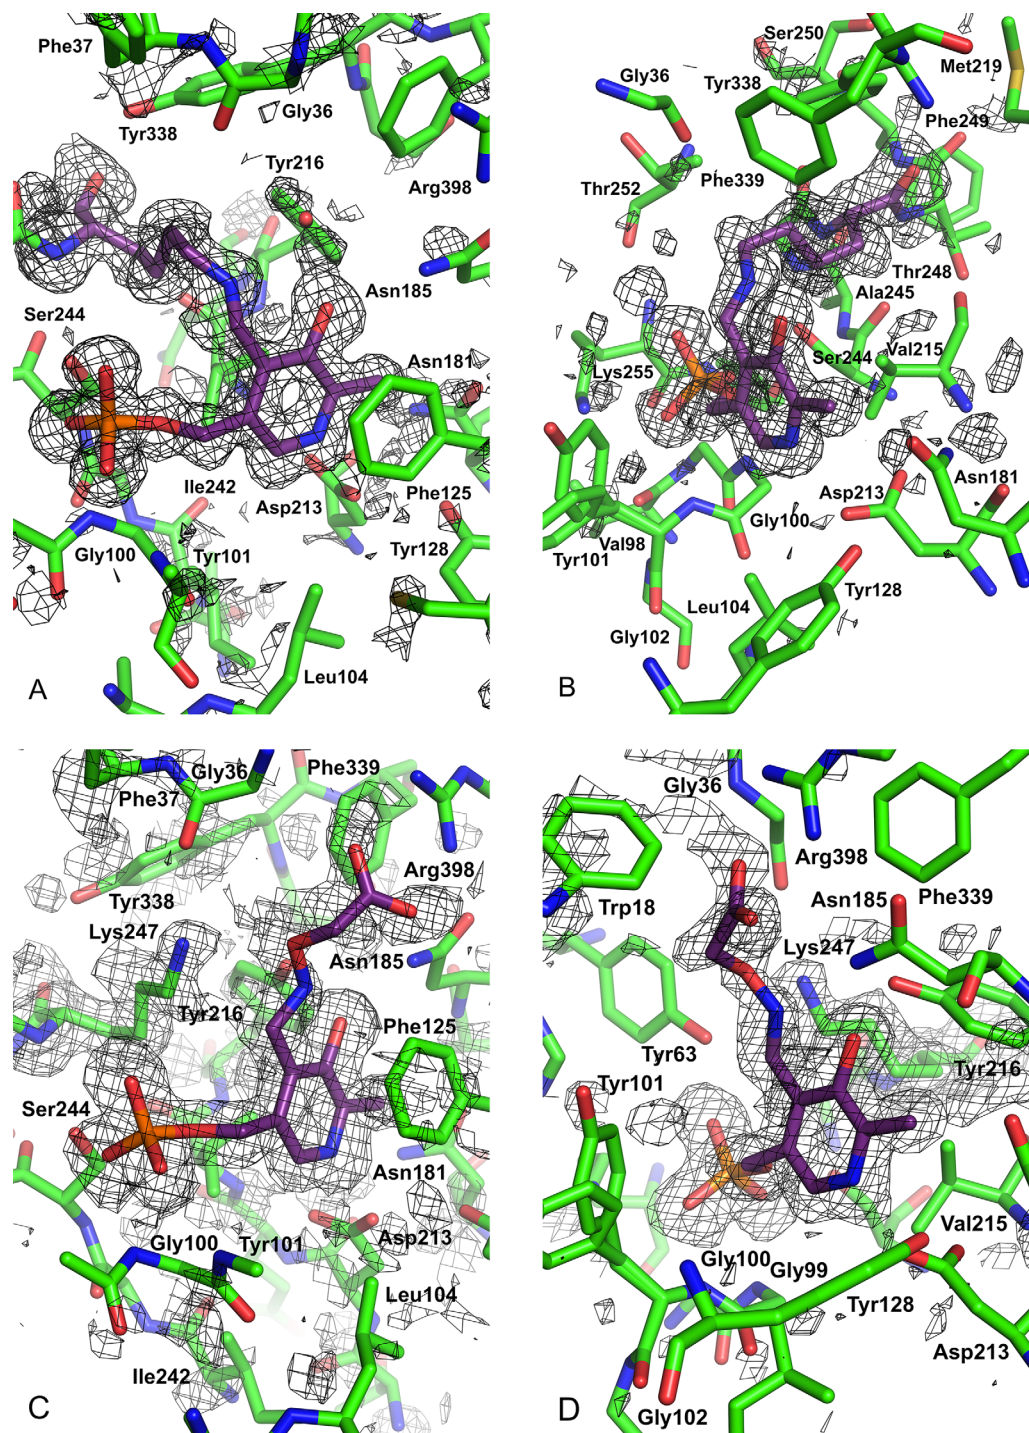 Phe37
Gly36
Tyr338
Tyr216
Arg398
Asn185
Ser244
Asn181
Ile242
Asp213
Phe125
Gly100
Tyr101
Tyr128
Leu104
A
Ser250
Met219
Gly36
Tyr338
Phe249
Thr252
Phe339
Thr248
Ala245
Ser244
Val215
Lys255
Asp213
Asn181
Gly100
Val98
Tyr101
Tyr128
Leu104
Gly102
B
Gly36
Phe339
Phe37
Arg398
Tyr338
Lys247
Asn185
Tyr216
Phe125
Ser244
Asn181
Gly100
Tyr101
Asp213
Leu104
Ile242
C
Gly36
Arg398
Trp18
Asn185
Phe339
Lys247
Tyr63
Tyr216
Tyr101
Val215
Gly100
Gly99
Tyr128
Asp213
Gly102
D